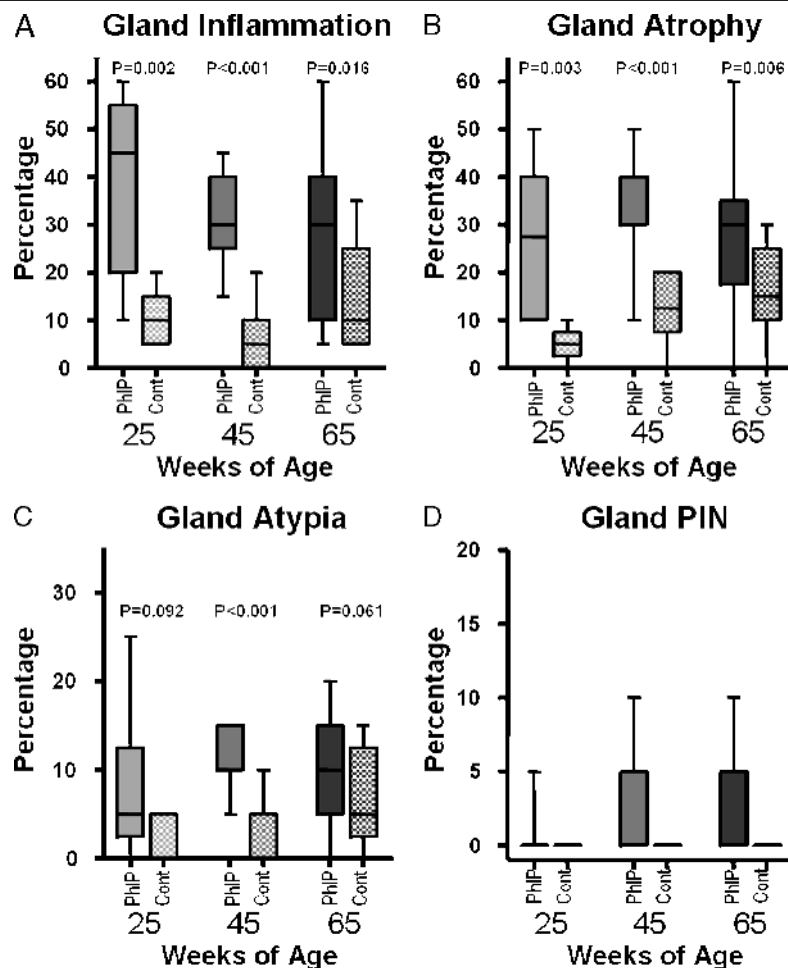 A Gland Inflammation
P=0.002 P<0.001 P=0.016
60
50
40
30
20
10
0
Percentage
PhIP Cont PhIP Cont PhIP Cont
25 45 65
Weeks of Age
B Gland Atrophy
P=0.003 P<0.001 P=0.006
60
50
40
30
20
10
0
Percentage
PhIP Cont PhIP Cont PhIP Cont
25 45 65
Weeks of Age
C Gland Atypia
P=0.092 P<0.001 P=0.061
30
20
10
0
Percentage
PhIP Cont PhIP Cont PhIP Cont
25 45 65
Weeks of Age
D Gland PIN
20
15
10
5
0
Percentage
PhIP Cont PhIP Cont PhIP Cont
25 45 65
Weeks of Age